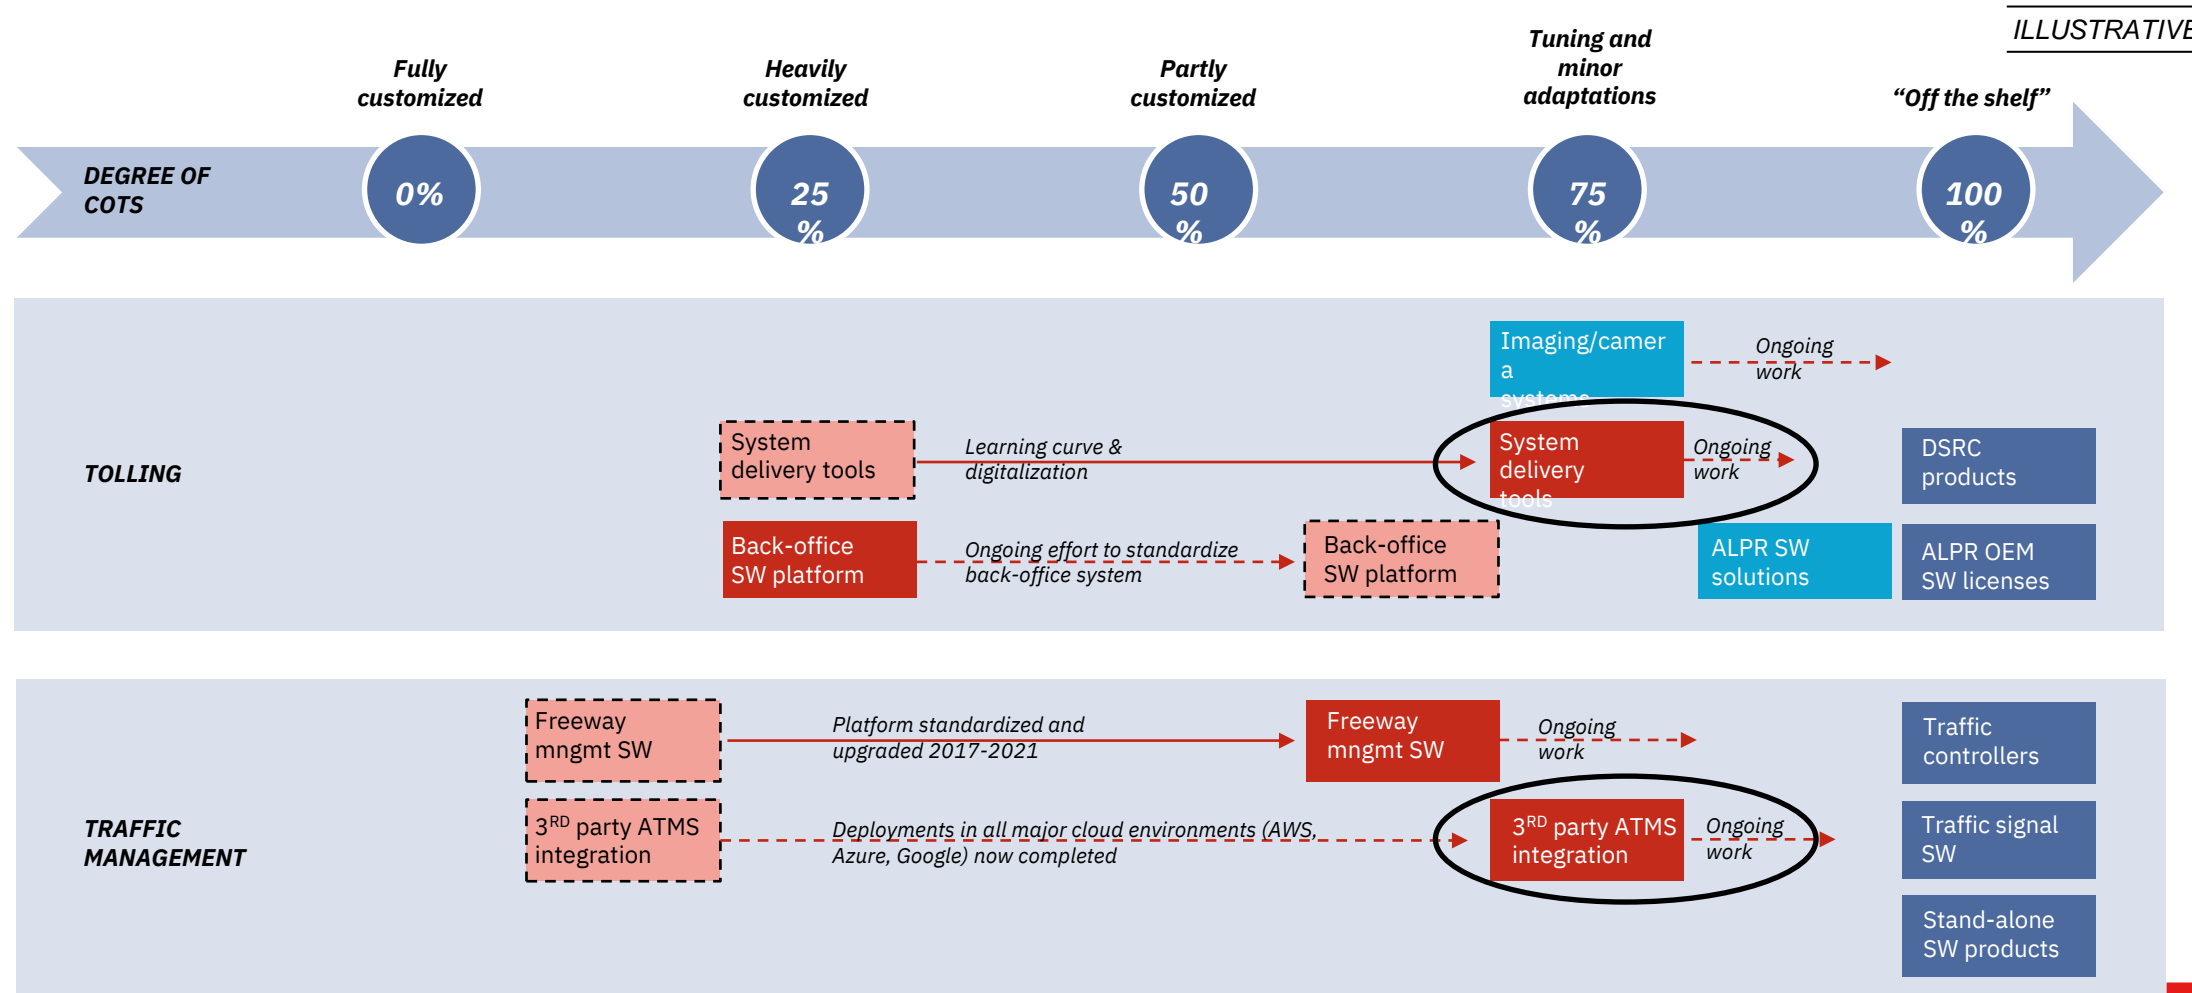 ILLUSTRATIVE
Fully
customized
Heavily
customized
Partly
customized
Tuning and
minor
adaptations
“Off the shelf”
DEGREE OF
COTS
0%
25
%
50
%
75
%
100
%
TOLLING
Imaging/camer
a
systems
Ongoing
work
System
delivery tools
Learning curve &
digitalization
System
delivery
tools
Ongoing
work
DSRC
products
Back-office
SW platform
Ongoing effort to standardize
back-office system
Back-office
SW platform
ALPR SW
solutions
ALPR OEM
SW licenses
TRAFFIC
MANAGEMENT
Freeway
mngmt SW
Platform standardized and
upgraded 2017-2021
Freeway
mngmt SW
Ongoing
work
Traffic
controllers
3RD party ATMS
integration
Deployments in all major cloud environments (AWS,
Azure, Google) now completed
3RD party ATMS
integration
Ongoing
work
Traffic signal
SW
Stand-alone
SW products